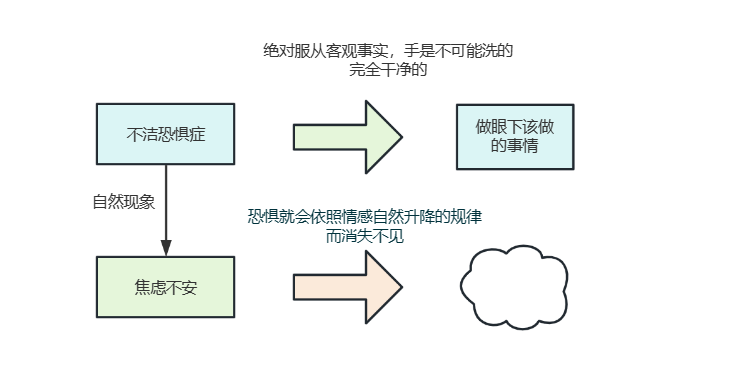 绝对服从客观事实，手是不可能洗的
完全干净的
不洁恐惧症
做眼下该做
的事情
自然现象
恐惧就会依照情感自然升降的规律
而消失不见
焦虑不安